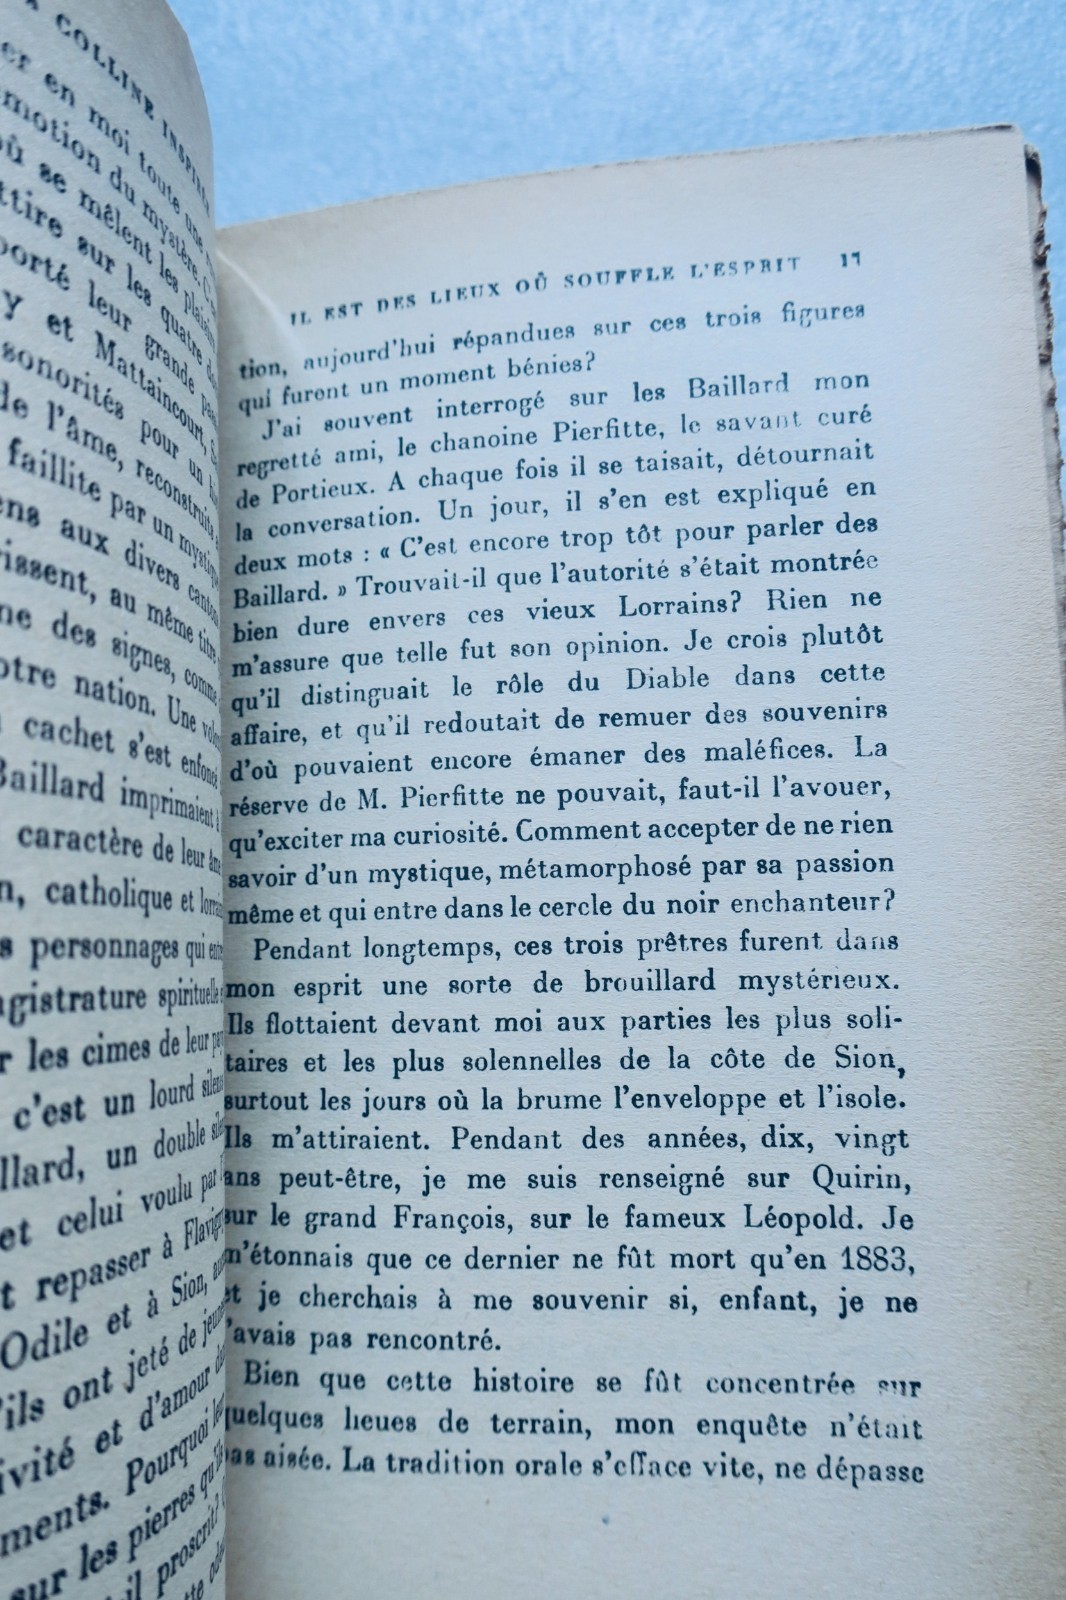 COLLINE INSPIRÉE
er en moi toute une
motion du mystère.
où se mêlent les plaisirs
ttire sur les quatre
porté leur grande
y et Mattaincourt, S
sonorités pour un
de l'âme, reconstruite
faillite par un mystique
ens aux divers cantons
rissent, au même titre
ne des signes, comme
otre nation. Une
cachet s'est enfoncé
Baillard imprimaient à
caractère de leur âme
n, catholique et lorrain
s personnages qui
agistrature spirituelle
r les cimes de leur
c'est un lourd silence
llard, un double
et celui voulu par
t repasser à Flavigny
Odile et à Sion,
'ils ont jeté de jeunes
ivité et d'amour
ments. Pourquoi
sur les pierres qu'ils
il proscrit?
tte
IL EST DES LIEUX OÛ SOUFFLE L'ESPRIT 17
tion, aujourd'hui répandues sur ces trois figures
qui furent un moment bénies?
J'ai souvent interrogé sur les Baillard mon
regretté ami, le chanoine Pierfitte, le savant curé
de Portieux. A chaque fois il se taisait, détournait
la conversation. Un jour, il s'en est expliqué en
deux mots : « C'est encore trop tôt pour parler des
Baillard. » Trouvait-il que l'autorité s'était montrée
bien dure envers ces vieux Lorrains? Rien ne
m'assure que telle fut son opinion. Je crois plutôt
qu'il distinguait le rôle du Diable dans cette
affaire, et qu'il redoutait de remuer des souvenirs
d'où pouvaient encore émaner des maléfices. La
réserve de M. Pierfitte ne pouvait, faut-il l'avouer,
qu'exciter ma curiosité. Comment accepter de ne rien
savoir d'un mystique, métamorphosé par sa passion
même et qui entre dans le cercle du noir enchanteur?
Pendant longtemps, ces trois prêtres furent dans
mon esprit une sorte de brouillard mystérieux.
Ils flottaient devant moi aux parties les plus soli-
taires et les plus solennelles de la côte de Sion,
surtout les jours où la brume l'enveloppe et l'isole.
Ils m'attiraient. Pendant des années, dix, vingt
ans peut-être, je me suis renseigné sur Quirin,
sur le grand François, sur le fameux Léopold. Je
m'étonnais que ce dernier ne fût mort qu'en 1883,
et je cherchais à me souvenir si, enfant, je ne
l'avais pas rencontré.
Bien que cette histoire se fût concentrée sur
quelques lieues de terrain, mon enquête n'était
pas aisée. La tradition orale s'efface vite, ne dépasse